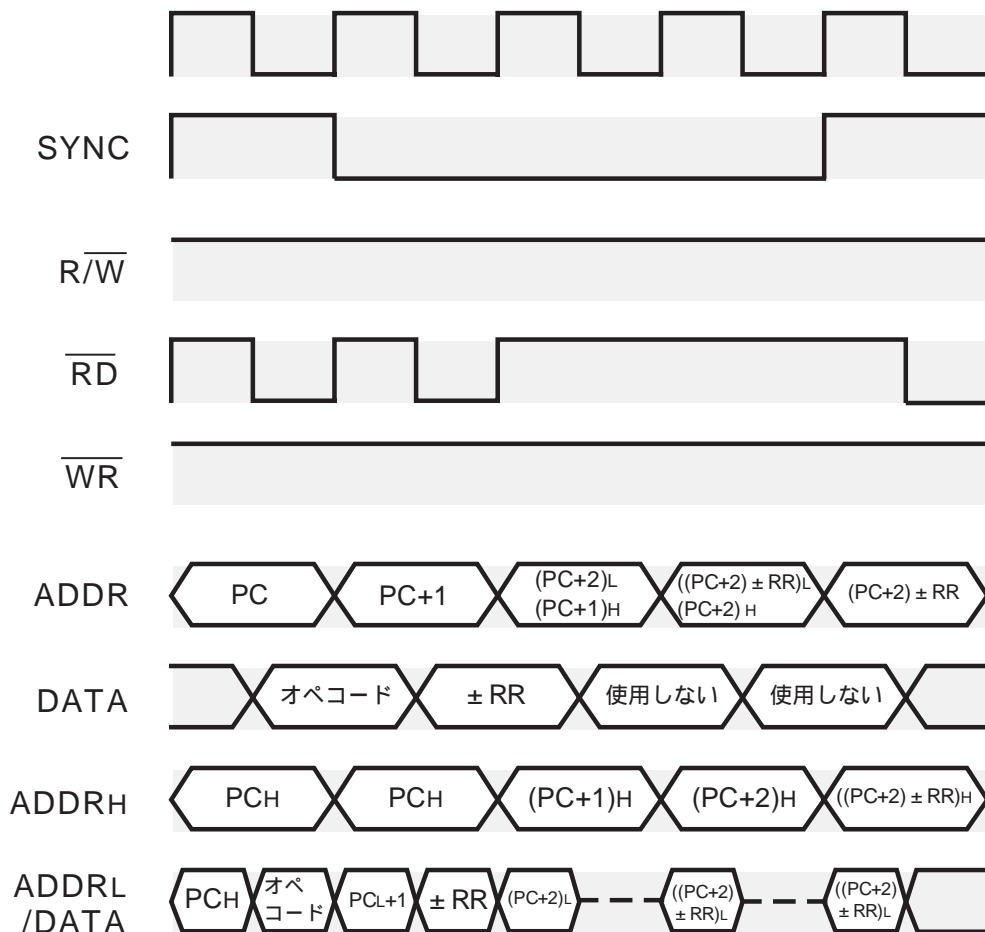 SYNC
R/W
RD
WR
ADDR
PC
PC+1
(PC+2)L
(PC+1)H
((PC+2) ± RR)L
(PC+2) H
(PC+2) ± RR
DATA
オペコード
± RR
使用しない
使用しない
ADDRH
PCH
PCH
(PC+1)H
(PC+2)H
((PC+2) ± RR)H
ADDRL
/DATA
PCH
オペ
コード
PCL+1
± RR
(PC+2)L
((PC+2)
± RR)L
((PC+2)
± RR)L